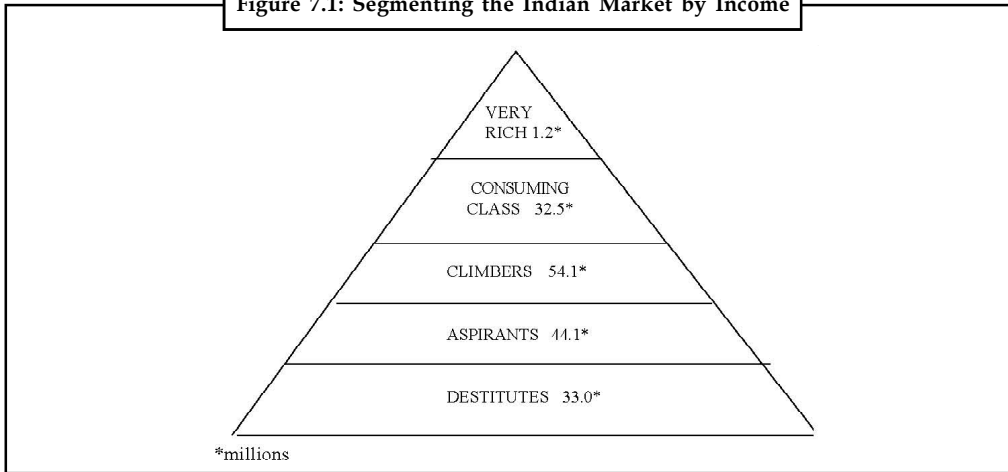 Figure 7.1: Segmenting the Indian Market by Income
VERY
RICH 1.2*
CONSUMING
CLASS 32.5*
CLIMBERS 54.1*
ASPIRANTS 44.1*
DESTITUTES 33.0*
*millions